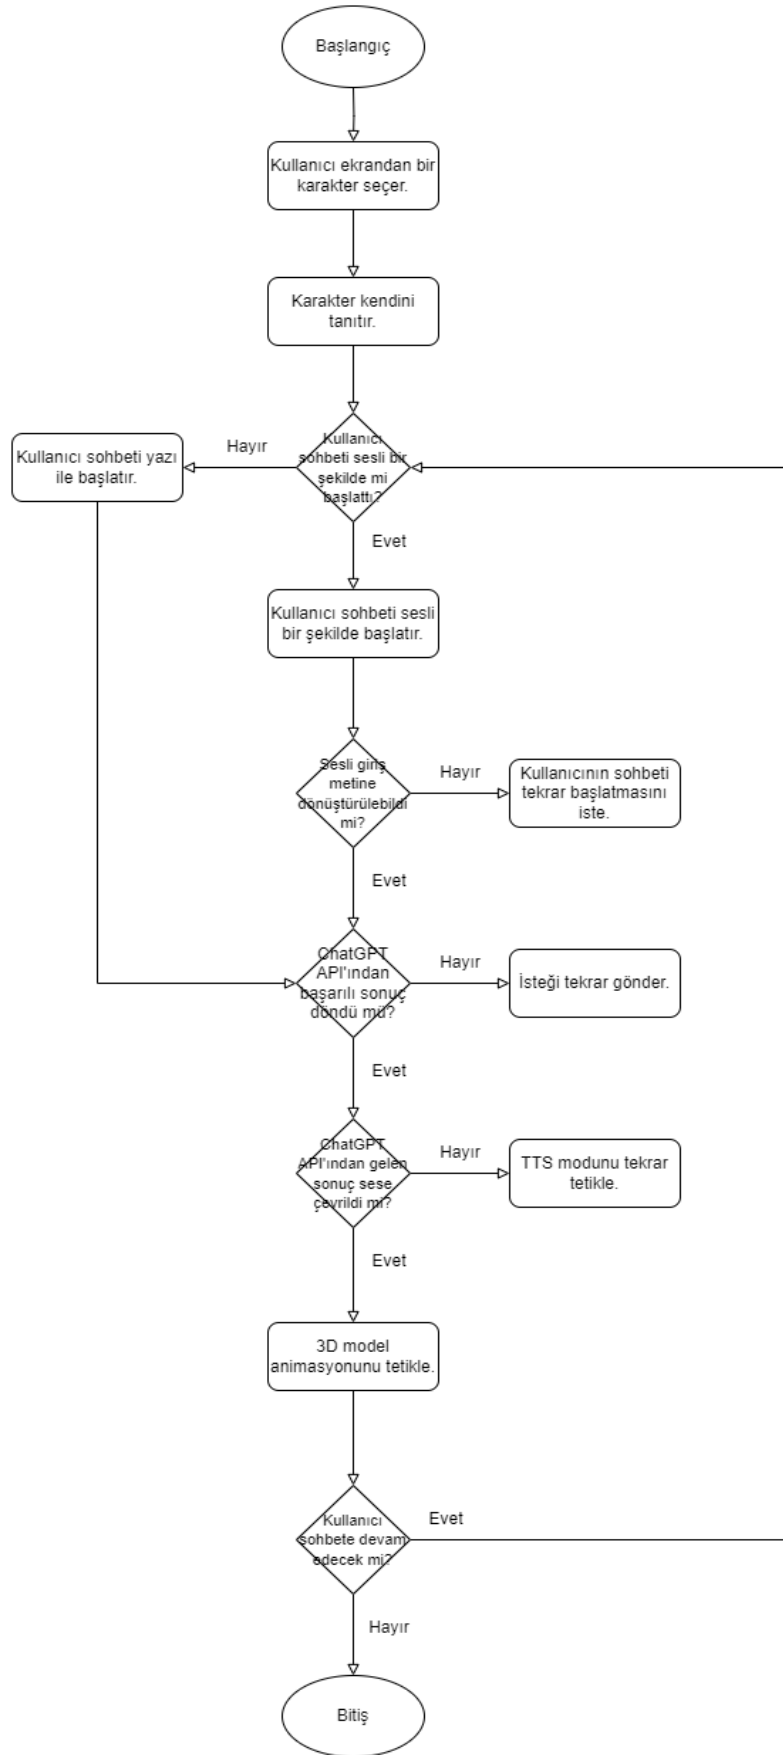 Başlangıç
Kullanıcı ekrandan bir
karakter seçer.
Karakter kendini
tanıtır.
Kullanıcı
sohbeti sesli bir
şekilde mi
başlattı?
Hayır
Kullanıcı sohbeti yazı
ile başlatır.
Evet
Kullanıcı sohbeti sesli
bir şekilde başlatır.
Sesli giriş
metine
dönüştürülebildi
mi?
Hayır
Kullanıcının sohbeti
tekrar başlatmasını
iste.
Evet
ChatGPT
API'ından
başarılı sonuç
döndü mü?
Hayır
İsteği tekrar gönder.
Evet
ChatGPT
API'ından gelen
sonuç sese
çevrildi mi?
Hayır
TTS modunu tekrar
tetikle.
Evet
3D model
animasyonunu tetikle.
Kullanıcı
sohbete devam
edecek mi?
Evet
Hayır
Bitiş